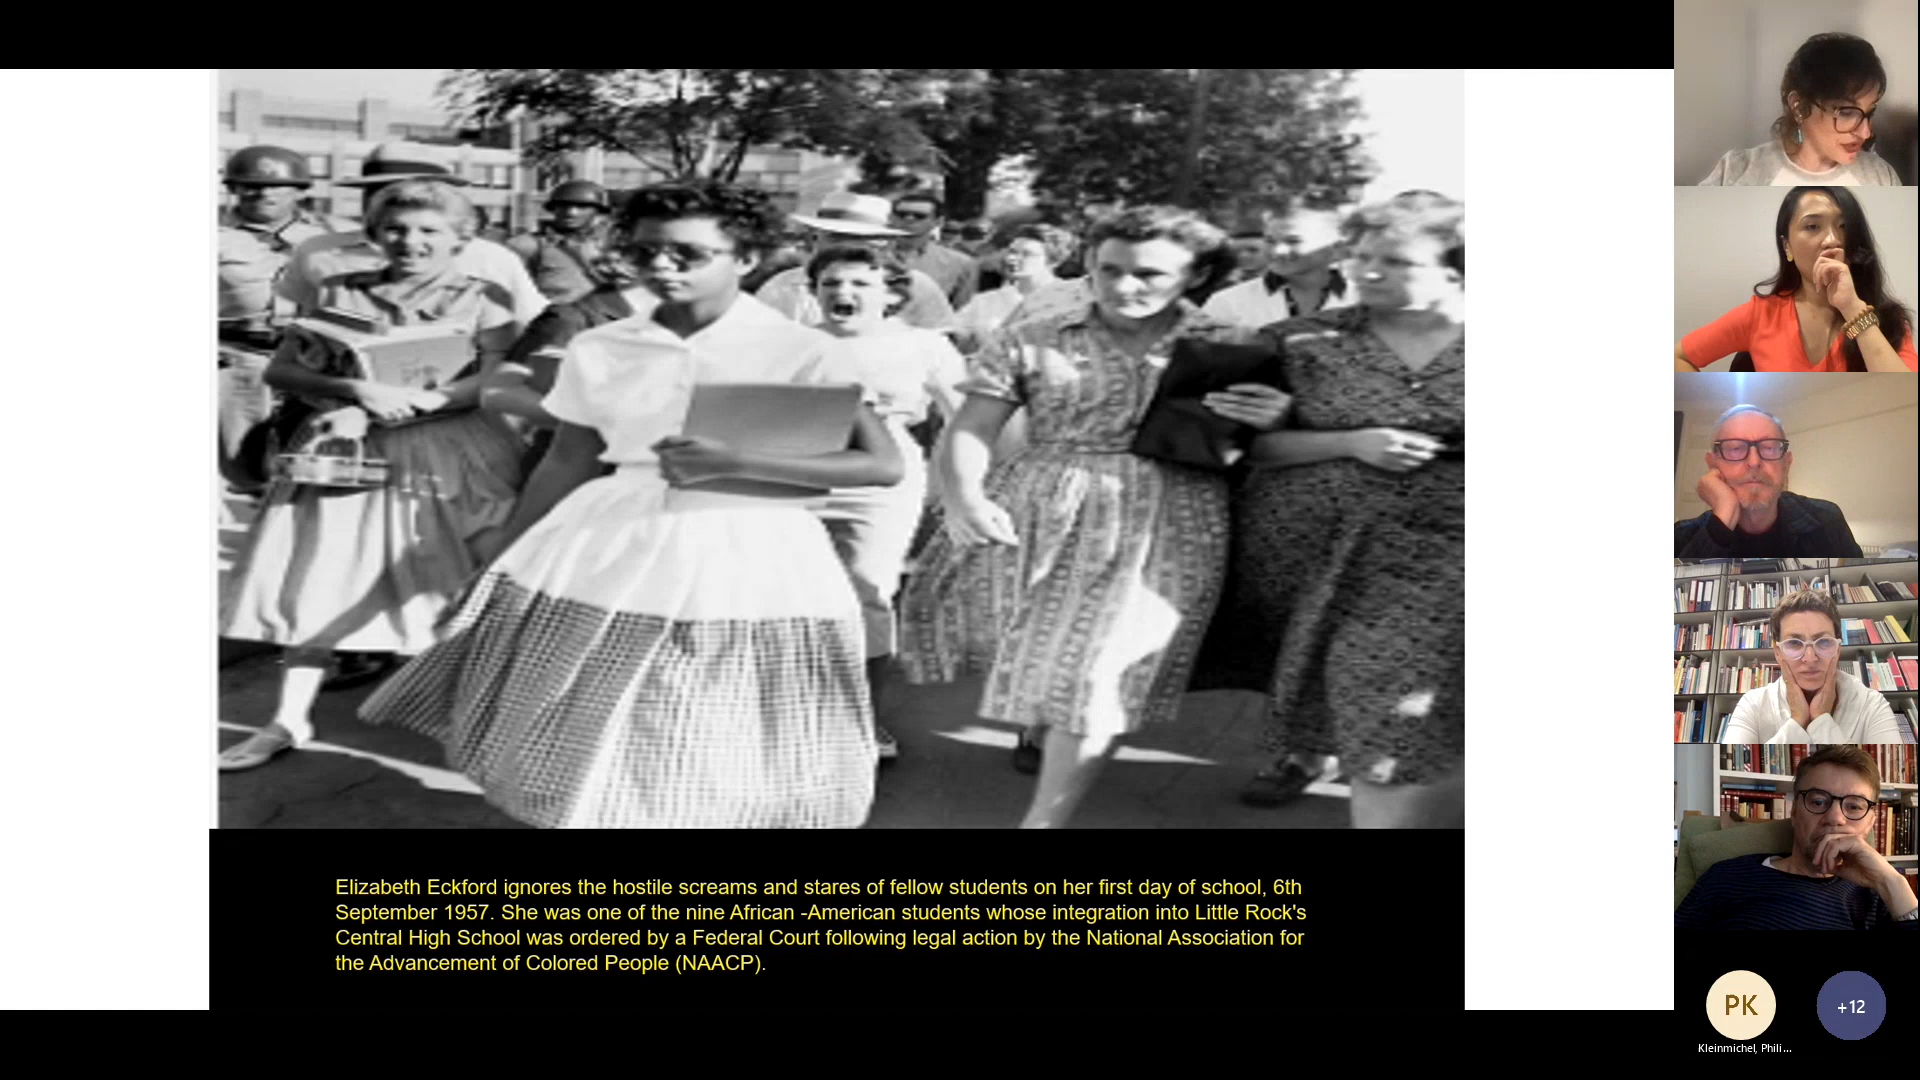 Elizabeth Eckford ignores the hostile screams and stares of fellow students on her first day of school, 6th
September 1957. She was one of the nine African -American students whose integration into Little Rock's
Central High School was ordered by a Federal Court following legal action by the National Association for
the Advancement of Colored People (NAACP).
PK
+12
Kleinmichel, Phili...